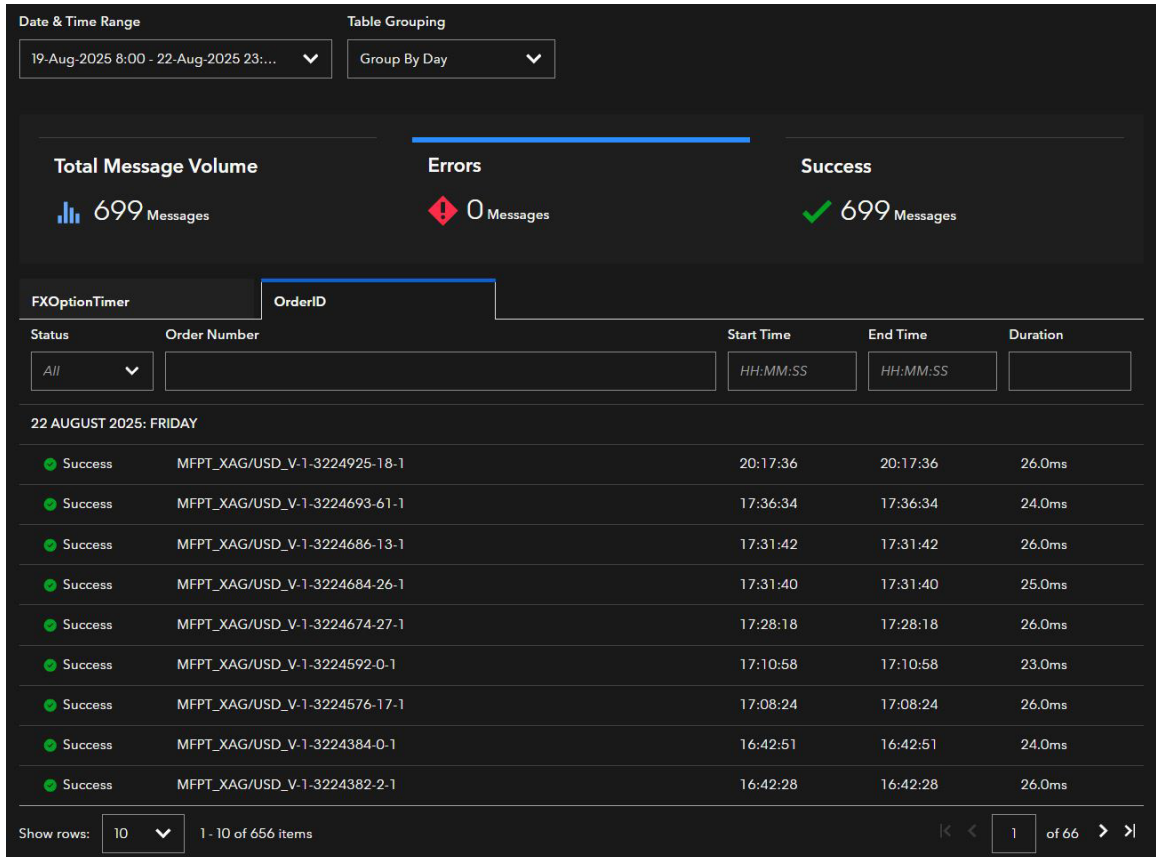 Date & Time Range Table Grouping
19-Aug-2025 8:00 - 22-Aug-2025 23:... Group By Day
Total Message Volume Errors Success
699 Messages 0 Messages 699 Messages
FXOptionTimer OrderID
Status Order Number Start Time End Time Duration
All HH:MM:SS HH:MM:SS
22 AUGUST 2025: FRIDAY
Success MFPT_XAG/USD_V-1-3224925-18-1 20:17:36 20:17:36 26.0ms
Success MFPT_XAG/USD_V-1-3224693-61-1 17:36:34 17:36:34 24.0ms
Success MFPT_XAG/USD_V-1-3224686-13-1 17:31:42 17:31:42 26.0ms
Success MFPT_XAG/USD_V-1-3224684-26-1 17:31:40 17:31:40 25.0ms
Success MFPT_XAG/USD_V-1-3224674-27-1 17:28:18 17:28:18 26.0ms
Success MFPT_XAG/USD_V-1-3224592-0-1 17:10:58 17:10:58 23.0ms
Success MFPT_XAG/USD_V-1-3224576-17-1 17:08:24 17:08:24 26.0ms
Success MFPT_XAG/USD_V-1-3224384-0-1 16:42:51 16:42:51 24.0ms
Success MFPT_XAG/USD_V-1-3224382-2-1 16:42:28 16:42:28 26.0ms
Show rows: 10 1 - 10 of 656 items 1 of 66